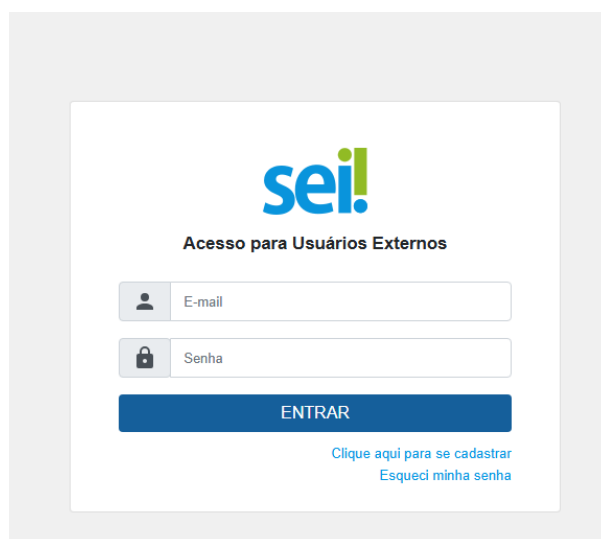 sei!
Acesso para Usuários Externos
E-mail
Senha
ENTRAR
Clique aqui para se cadastrar
Esqueci minha senha